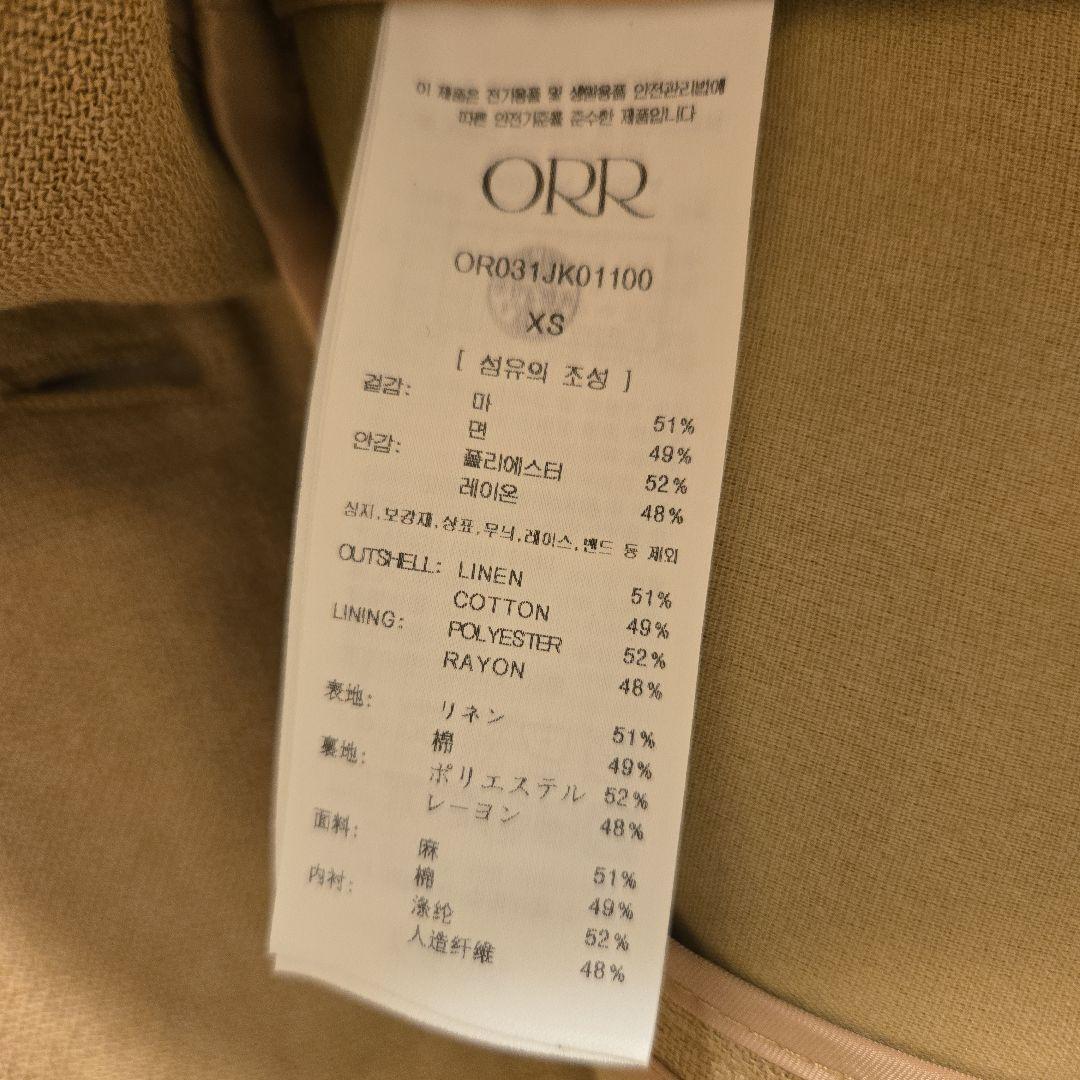 이 제품은 전기용품 및 생활용품 안전관리법에
따른 안전기준을 준수한 제품입니다
ORR
OR031JK01100
XS
[ 섬유의 조성 ]
겉감: 마 51%
면 49%
안감: 폴리에스터 52%
레이온 48%
심지,보강재,상표,무늬,레이스,밴드 등 제외
OUTSHELL: LINEN 51%
COTTON 49%
LINING: POLYESTER 52%
RAYON 48%
表地: リネン 51%
棉 49%
裏地: ポリエステル 52%
レーヨン 48%
面料: 麻 51%
棉 49%
内衬: 涤纶 52%
人造纤维 48%